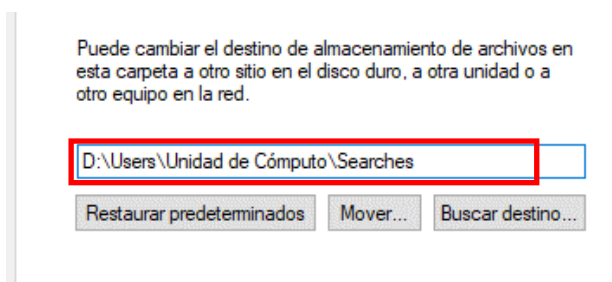 Puede cambiar el destino de almacenamiento de archivos en
esta carpeta a otro sitio en el disco duro, a otra unidad o a
otro equipo en la red.
D:\Users\Unidad de Cómputo\Searches
Restaurar predeterminados Mover... Buscar destino...